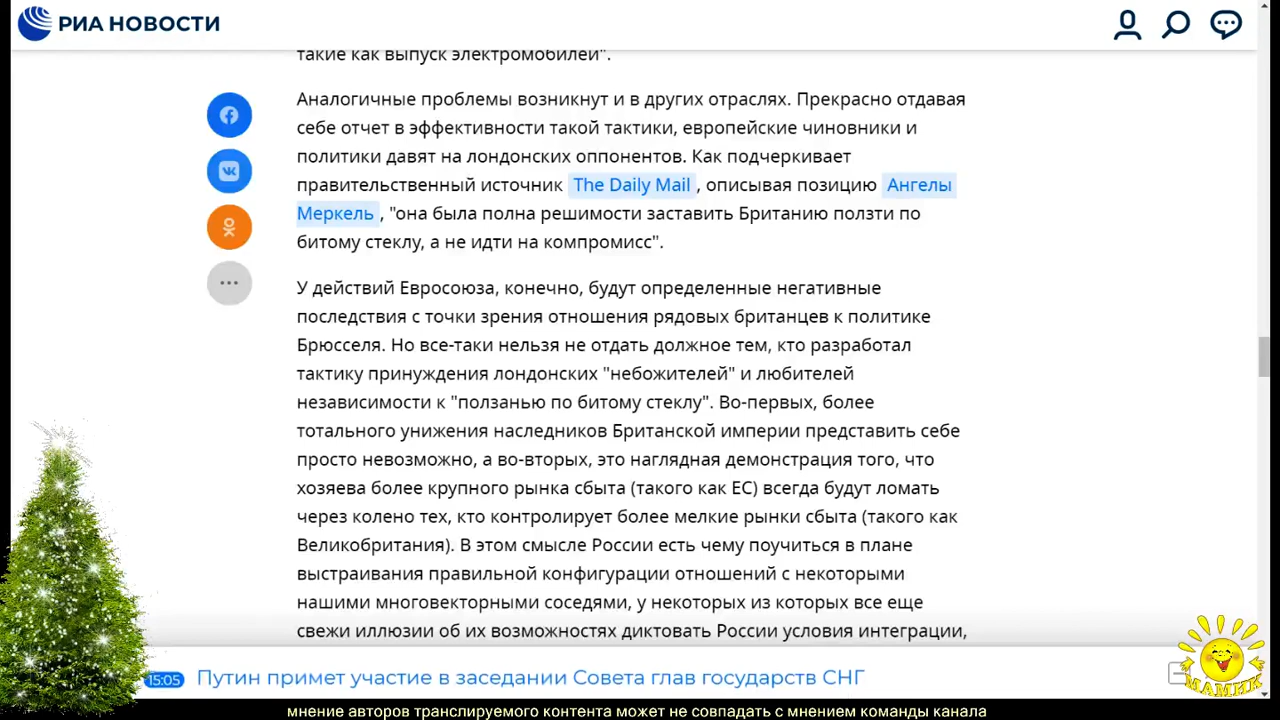 РИА НОВОСТИ
такие как выпуск электромобилей".
Аналогичные проблемы возникнут и в других отраслях. Прекрасно отдавая
себе отчет в эффективности такой тактики, европейские чиновники и
политики давят на лондонских оппонентов. Как подчеркивает
правительственный источник The Daily Mail, описывая позицию Ангелы
Меркель, "она была полна решимости заставить Британию ползти по
битому стеклу, а не идти на компромисс".
У действий Евросоюза, конечно, будут определенные негативные
последствия с точки зрения отношения рядовых британцев к политике
Брюсселя. Но все-таки нельзя не отдать должное тем, кто разработал
тактику принуждения лондонских "небожителей" и любителей
независимости к "ползанью по битому стеклу". Во-первых, более
тотального унижения наследников Британской империи представить себе
просто невозможно, а во-вторых, это наглядная демонстрация того, что
хозяева более крупного рынка сбыта (такого как ЕС) всегда будут ломать
через колено тех, кто контролирует более мелкие рынки сбыта (такого как
Великобритания). В этом смысле России есть чему поучиться в плане
выстраивания правильной конфигурации отношений с некоторыми
нашими многовекторными соседями, у некоторых из которых все еще
свежи иллюзии об их возможностях диктовать России условия интеграции,
15:05 Путин примет участие в заседании Совета глав государств СНГ
МАМИК
мнение авторов транслируемого контента может не совпадать с мнением команды канала